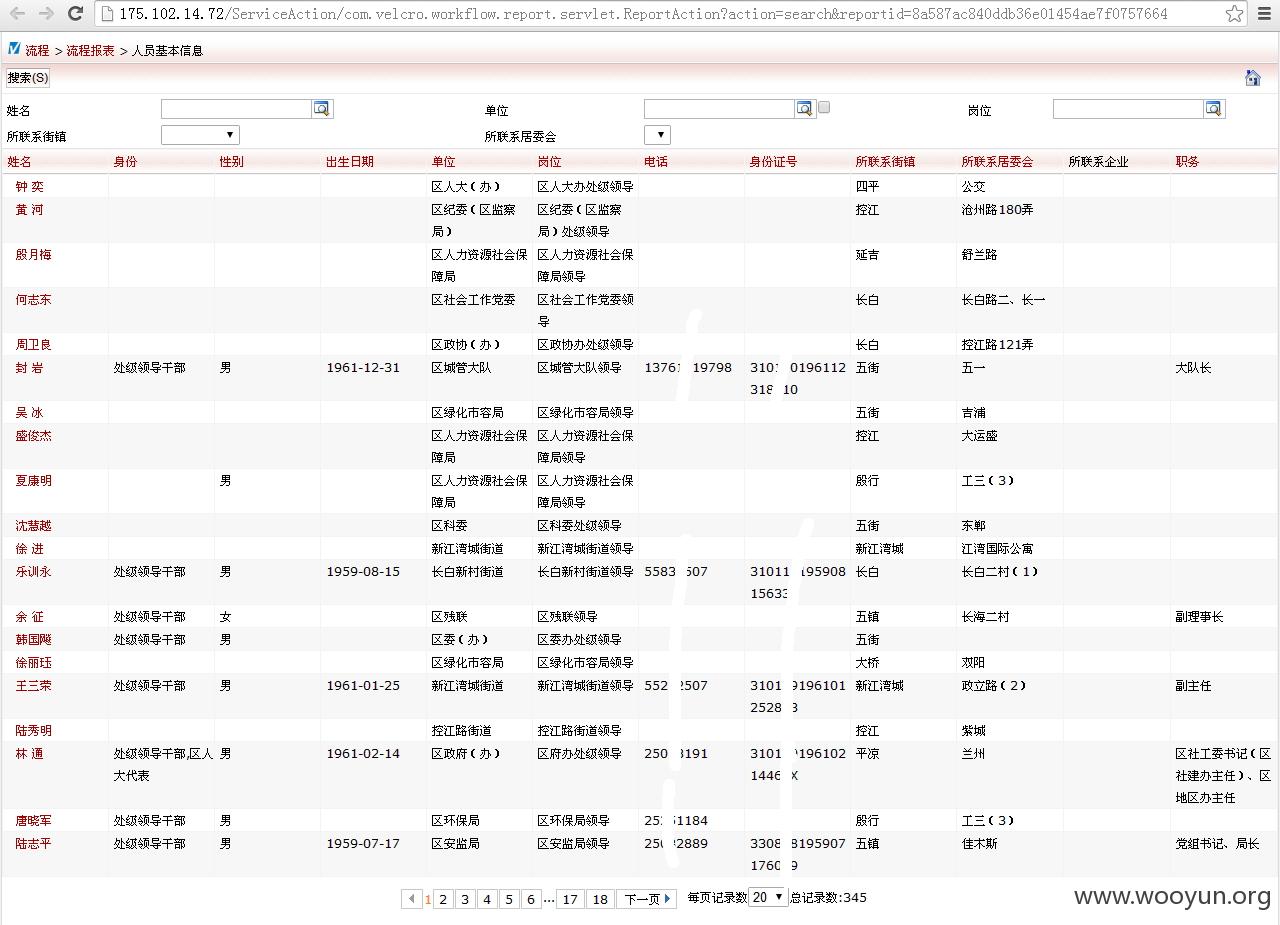 175.102.14.72/ServiceAction/com.velcro.workflow.report.servlet.ReportAction?action=search&reportid=8a587ac840ddb36e01454ae7f0757664
流程 > 流程报表 > 人员基本信息
搜索(S)
姓名 单位 岗位
所联系街镇 所联系居委会
姓名 身份 性别 出生日期 单位 岗位 电话 身份证号 所联系街镇 所联系居委会 所联系企业 职务
钟 奕 区人大（办） 区人大办处级领导 四平 公交
黄 河 区纪委（区监察 区纪委（区监察 控江 沧州路180弄
局） 局）处级领导
殷月梅 区人力资源社会保 区人力资源社会保 延吉 舒兰路
障局 障局领导
何志东 区社会工作党委 区社会工作党委领 长白 长白路二、长一
导
周卫良 区政协（办） 区政协办处级领导 长白 控江路121弄
封 岩 处级领导干部 男 1961-12-31 区城管大队 区城管大队领导 13761 19798 3101 0196112 五街 五一 大队长
318 10
吴 冰 区绿化市容局 区绿化市容局领导 五街 吉浦
盛俊杰 区人力资源社会保 区人力资源社会保 控江 大运盛
障局 障局领导
夏康明 男 区人力资源社会保 区人力资源社会保 殷行 工三（3）
障局 障局领导
沈慧越 区科委 区科委处级领导 五街 东郸
徐 进 新江湾城街道 新江湾城街道领导 新江湾城 江湾国际公寓
乐训永 处级领导干部 男 1959-08-15 长白新村街道 长白新村街道领导 5583 507 31011 195908 长白 长白二村（1）
15633
余 征 处级领导干部 女 区残联 区残联领导 五镇 长海二村 副理事长
韩国飚 处级领导干部 男 区委（办） 区委办处级领导 五街
徐丽珏 区绿化市容局 区绿化市容局领导 大桥 双阳
王三荣 处级领导干部 男 1961-01-25 新江湾城街道 新江湾城街道领导 552 2507 3101 9196101 新江湾城 政立路（2） 副主任
2528 3
陆秀明 控江路街道 控江路街道领导 控江 紫城
林 通 处级领导干部,区人 男 1961-02-14 区政府（办） 区府办处级领导 250 3191 3101 196102 平凉 兰州 区社工委书记（区
大代表 1446 X 社建办主任）、区
地区办主任
唐晓军 处级领导干部 男 区环保局 区环保局领导 25 51184 殷行 工三（3）
陆志平 处级领导干部 男 1959-07-17 区安监局 区安监局领导 250 2889 3308 8195907 五镇 佳木斯 党组书记、局长
1760 9
1 2 3 4 5 6 ... 17 18 下一页 每页记录数 20 总记录数:345
www.wooyun.org